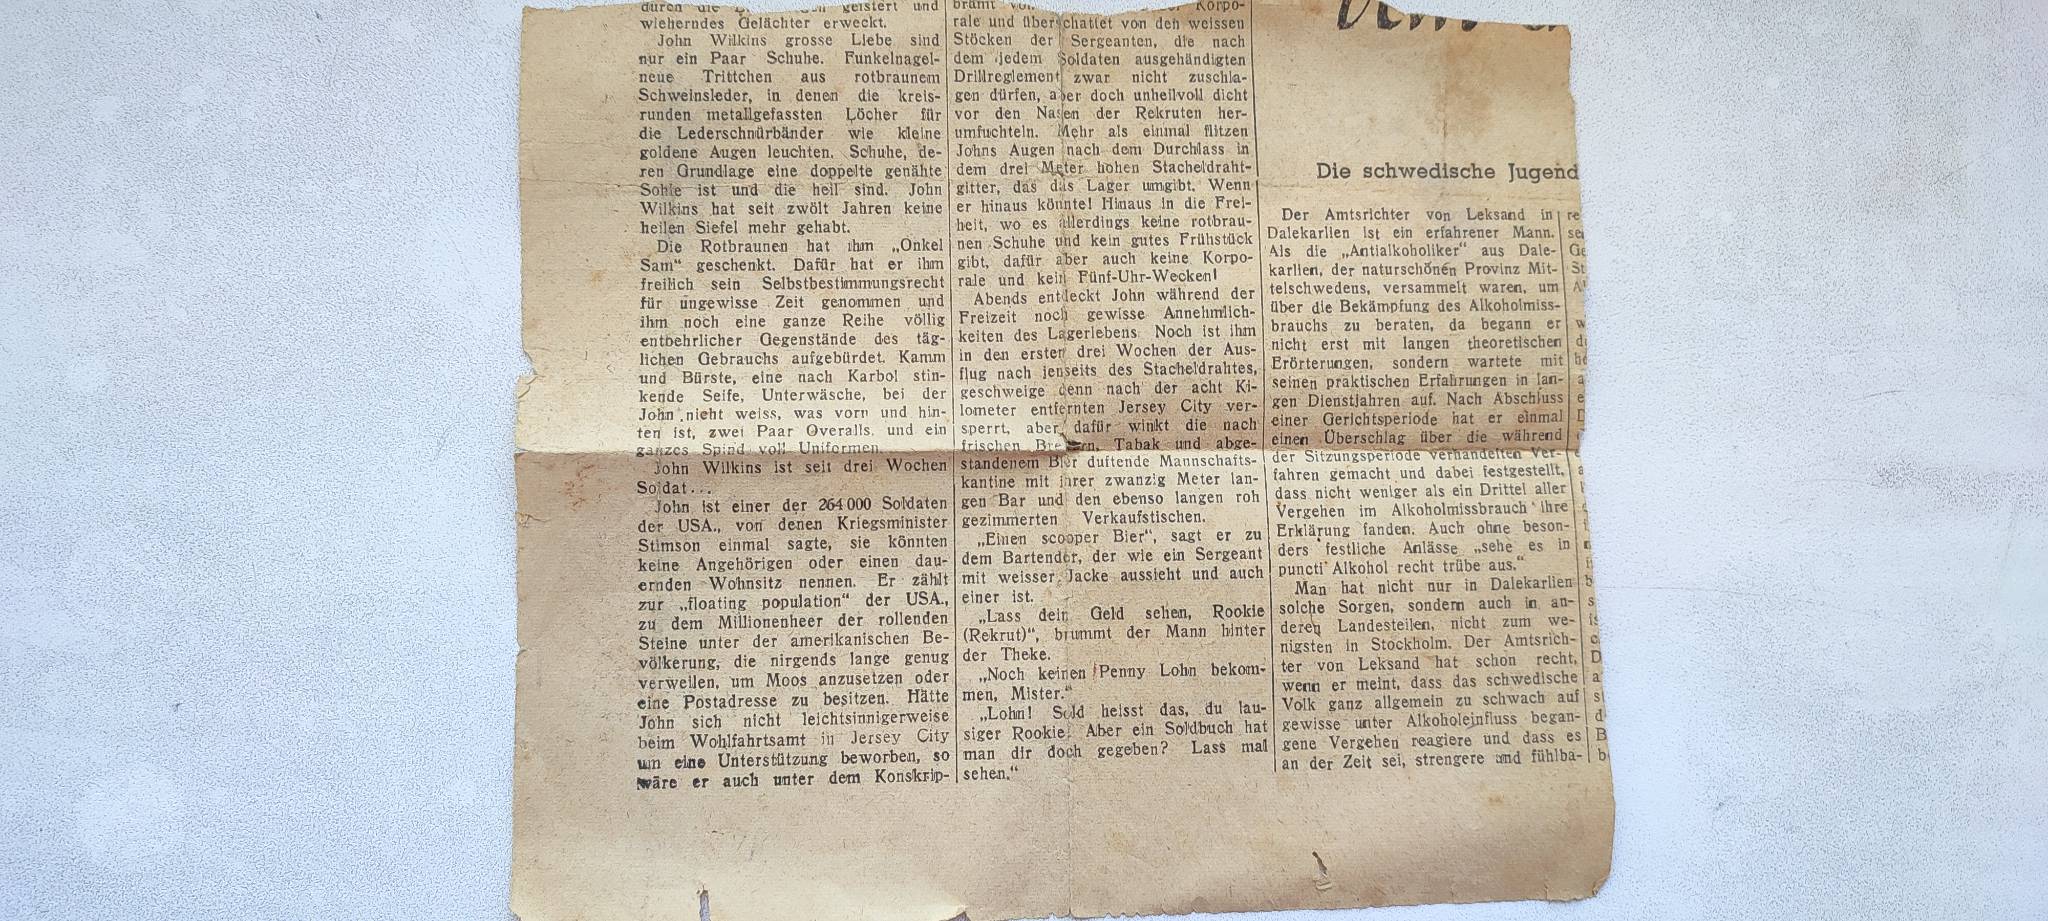 geistert und
wieherndes Gelächter erweckt.
John Wilkins grosse Liebe sind
nur ein Paar Schuhe. Funkelnagel-
neue Trittchen aus rotbraunem
Schweinsleder, in denen die kreis-
runden metallgefassten Löcher für
die Lederschnürbänder wie kleine
goldene Augen leuchten. Schuhe, de-
ren Grundlage eine doppelte genähte
Sohle ist und die heil sind. John
Wilkins hat seit zwölt Jahren keine
heilen Siefel mehr gehabt.
Die Rotbraunen hat ihm „Onkel
Sam“ geschenkt. Dafür hat er ihm
freilich sein Selbstbestimmungsrecht
für ungewisse Zeit genommen und
ihm noch eine ganze Reihe völlig
entbehrlicher Gegenstände des täg-
lichen Gebrauchs aufgebürdet. Kamm
und Bürste, eine nach Karbol stin-
kende Seife, Unterwäsche, bei der
John nicht weiss, was vorn und hin-
ten ist, zwei Paar Overalls, und ein
ganzes Spind voll Uniformen.
John Wilkins ist seit drei Wochen
Soldat...
John ist einer der 264 000 Soldaten
der USA., von denen Kriegsminister
Stimson einmal sagte, sie könnten
keine Angehörigen oder einen dau-
ernden Wohnsitz nennen. Er zählt
zur „floating population“ der USA.,
zu dem Millionenheer der rollenden
Steine unter der amerikanischen Be-
völkerung, die nirgends lange genug
verweilen, um Moos anzusetzen oder
eine Postadresse zu besitzen. Hätte
John sich nicht leichtsinnigerweise
beim Wohlfahrtsamt in Jersey City
um eine Unterstützung beworben, so
wäre er auch unter dem Konskrip-
Korpo-
rale und überschattet von den weissen
Stöcken der Sergeanten, die nach
dem jedem Soldaten ausgehändigten
Drillreglement zwar nicht zuschla-
gen dürfen, aber doch unheilvoll dicht
vor den Nasen der Rekruten her-
umfuchteln. Mehr als einmal flitzen
Johns Augen nach dem Durchlass in
dem drei Meter hohen Stacheldraht-
gitter, das das Lager umgibt. Wenn
er hinaus könnte! Hinaus in die Frei-
heit, wo es allerdings keine rotbrau-
nen Schuhe und kein gutes Frühstück
gibt, dafür aber auch keine Korpo-
rale und kein Fünf-Uhr-Wecken!
Abends entdeckt John während der
Freizeit noch gewisse Annehmlich-
keiten des Lagerlebens. Noch ist ihm
in den ersten drei Wochen der Aus-
flug nach jenseits des Stacheldrahtes,
geschweige denn nach der acht Ki-
lometer entfernten Jersey City ver-
sperrt, aber dafür winkt die nach
frischen Tabak und abge-
standenem Bier duftende Mannschafts-
kantine mit ihrer zwanzig Meter lan-
gen Bar und den ebenso langen roh
gezimmerten Verkaufstischen.
„Einen scooper Bier“, sagt er zu
dem Bartender, der wie ein Sergeant
mit weisser Jacke aussieht und auch
einer ist.
„Lass dein Geld sehen, Rookie
(Rekrut)“, brummt der Mann hinter
der Theke.
„Noch keinen Penny Lohn bekom-
men, Mister.“
„Lohn! Sold heisst das, du lau-
siger Rookie! Aber ein Soldbuch hat
man dir doch gegeben? Lass mal
sehen.“
Die schwedische Jugend
Der Amtsrichter von Leksand in
Dalekarlien ist ein erfahrener Mann.
Als die „Antialkoholiker“ aus Dale-
karlien, der naturschönen Provinz Mit-
telschwedens, versammelt waren, um
über die Bekämpfung des Alkoholmiss-
brauchs zu beraten, da begann er
nicht erst mit langen theoretischen
Erörterungen, sondern wartete mit
seinen praktischen Erfahrungen in lan-
gen Dienstjahren auf. Nach Abschluss
einer Gerichtsperiode hat er einmal
einen Überschlag über die während
der Sitzungsperiode verhandelten Ver-
fahren gemacht und dabei festgestellt,
dass nicht weniger als ein Drittel aller
Vergehen im Alkoholmissbrauch ihre
Erklärung fanden. Auch ohne beson-
ders festliche Anlässe „sehe es in
puncti Alkohol recht trübe aus.“
Man hat nicht nur in Dalekarlien
solche Sorgen, sondern auch in an-
deren Landesteilen, nicht zum we-
nigsten in Stockholm. Der Amtsrich-
ter von Leksand hat schon recht,
wenn er meint, dass das schwedische
Volk ganz allgemein zu schwach auf
gewisse unter Alkoholeinfluss began-
gene Vergehen reagiere und dass es
an der Zeit sei, strengere und fühlba-